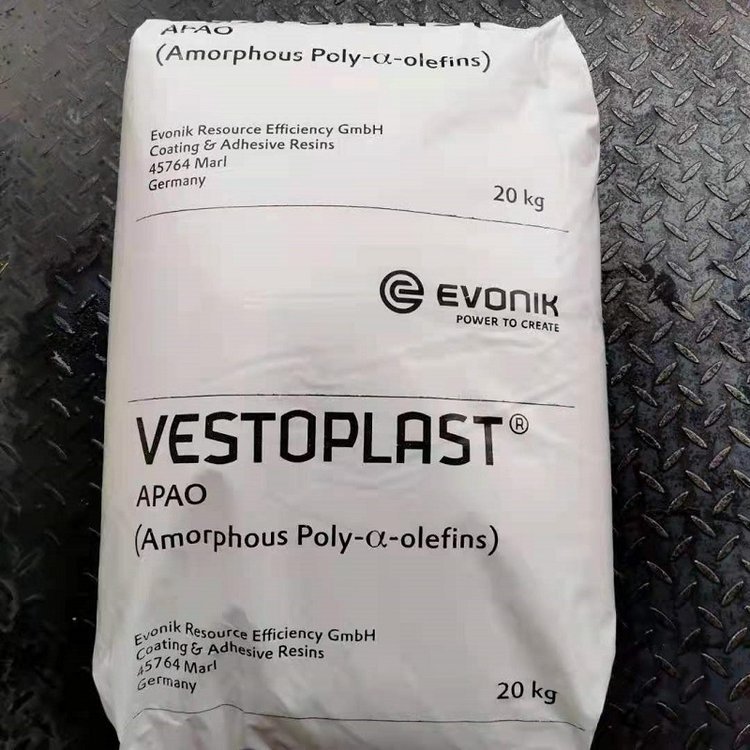 VESTOPLAST
APAO
(Amorphous Poly-α-olefins)
Evonik Resource Efficiency GmbH
Coating & Adhesive Resins
45764 Marl
Germany
20 kg
EVONIK
POWER TO CREATE
VESTOPLAST®
APAO
(Amorphous Poly-α-olefins)
Evonik Resource Efficiency GmbH
Coating & Adhesive Resins
45764 Marl
Germany
20 kg